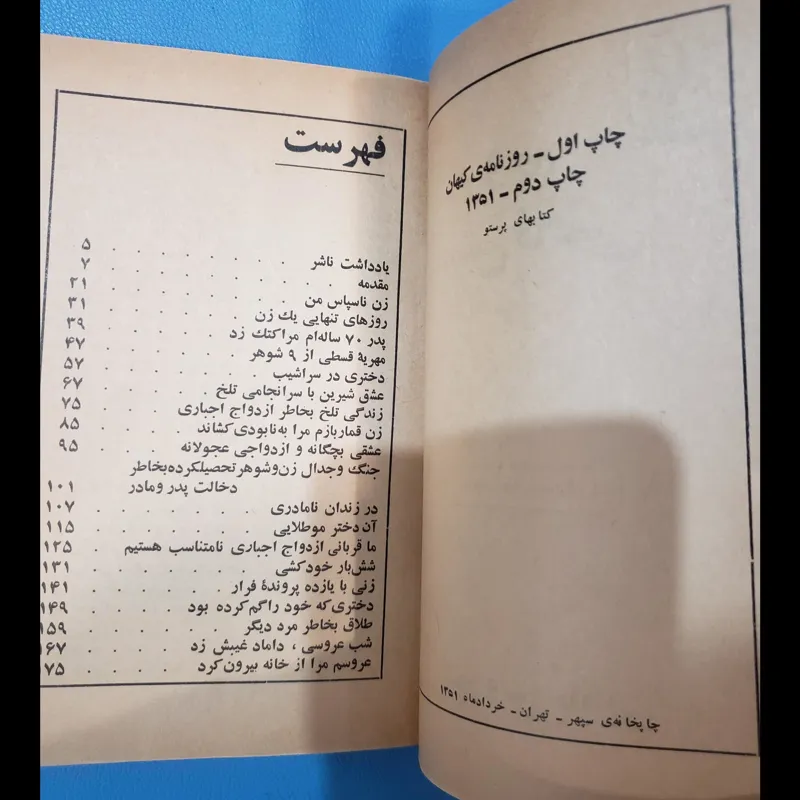 چاپ اول - روزنامه‌ی کیهان
چاپ دوم - ۱۳۵۱
کتابهای پرستو
چاپخانه‌ی سپهر - تهران - خردادماه ۱۳۵۱
فهرست
یادداشت ناشر . . . . . . . ۵
مقدمه . . . . . . . . . ۷
زن ناسپاس من . . . . . . . ۲۱
روزهای تنهایی یك زن . . . . . . ۳۱
پدر ۷۰ ساله‌ام مرا کتك زد . . . . . ۳۹
مهریهٔ قسطی از ۹ شوهر . . . . . ۴۷
دختری در سراشیب . . . . . . ۵۷
عشق شیرین با سرانجامی تلخ . . . . ۶۷
زندگی تلخ بخاطر ازدواج اجباری . . . ۷۵
زن قماربازم مرا به‌نابودی کشاند . . . ۸۵
عشقی بچگانه و ازدواجی عجولانه . . . ۹۵
جنگ وجدال زن‌وشوهر تحصیلکرده‌بخاطر
دخالت پدر ومادر ۱۰۱
در زندان نامادری . . . . . . ۱۰۷
آن دختر موطلایی . . . . . . ۱۱۵
ما قربانی ازدواج اجباری نامتناسب هستیم . ۱۲۵
شش‌بار خودکشی . . . . . . ۱۳۱
زنی با یازده پروندهٔ فرار . . . . . ۱۴۱
دختری‌که خود راگم‌کرده بود . . . . ۱۴۹
طلاق بخاطر مرد دیگر . . . . . ۱۵۹
شب عروسی ، داماد غیبش زد . . . . ۱۶۷
عروسم مرا از خانه بیرون‌کرد . . . . ۱۷۵